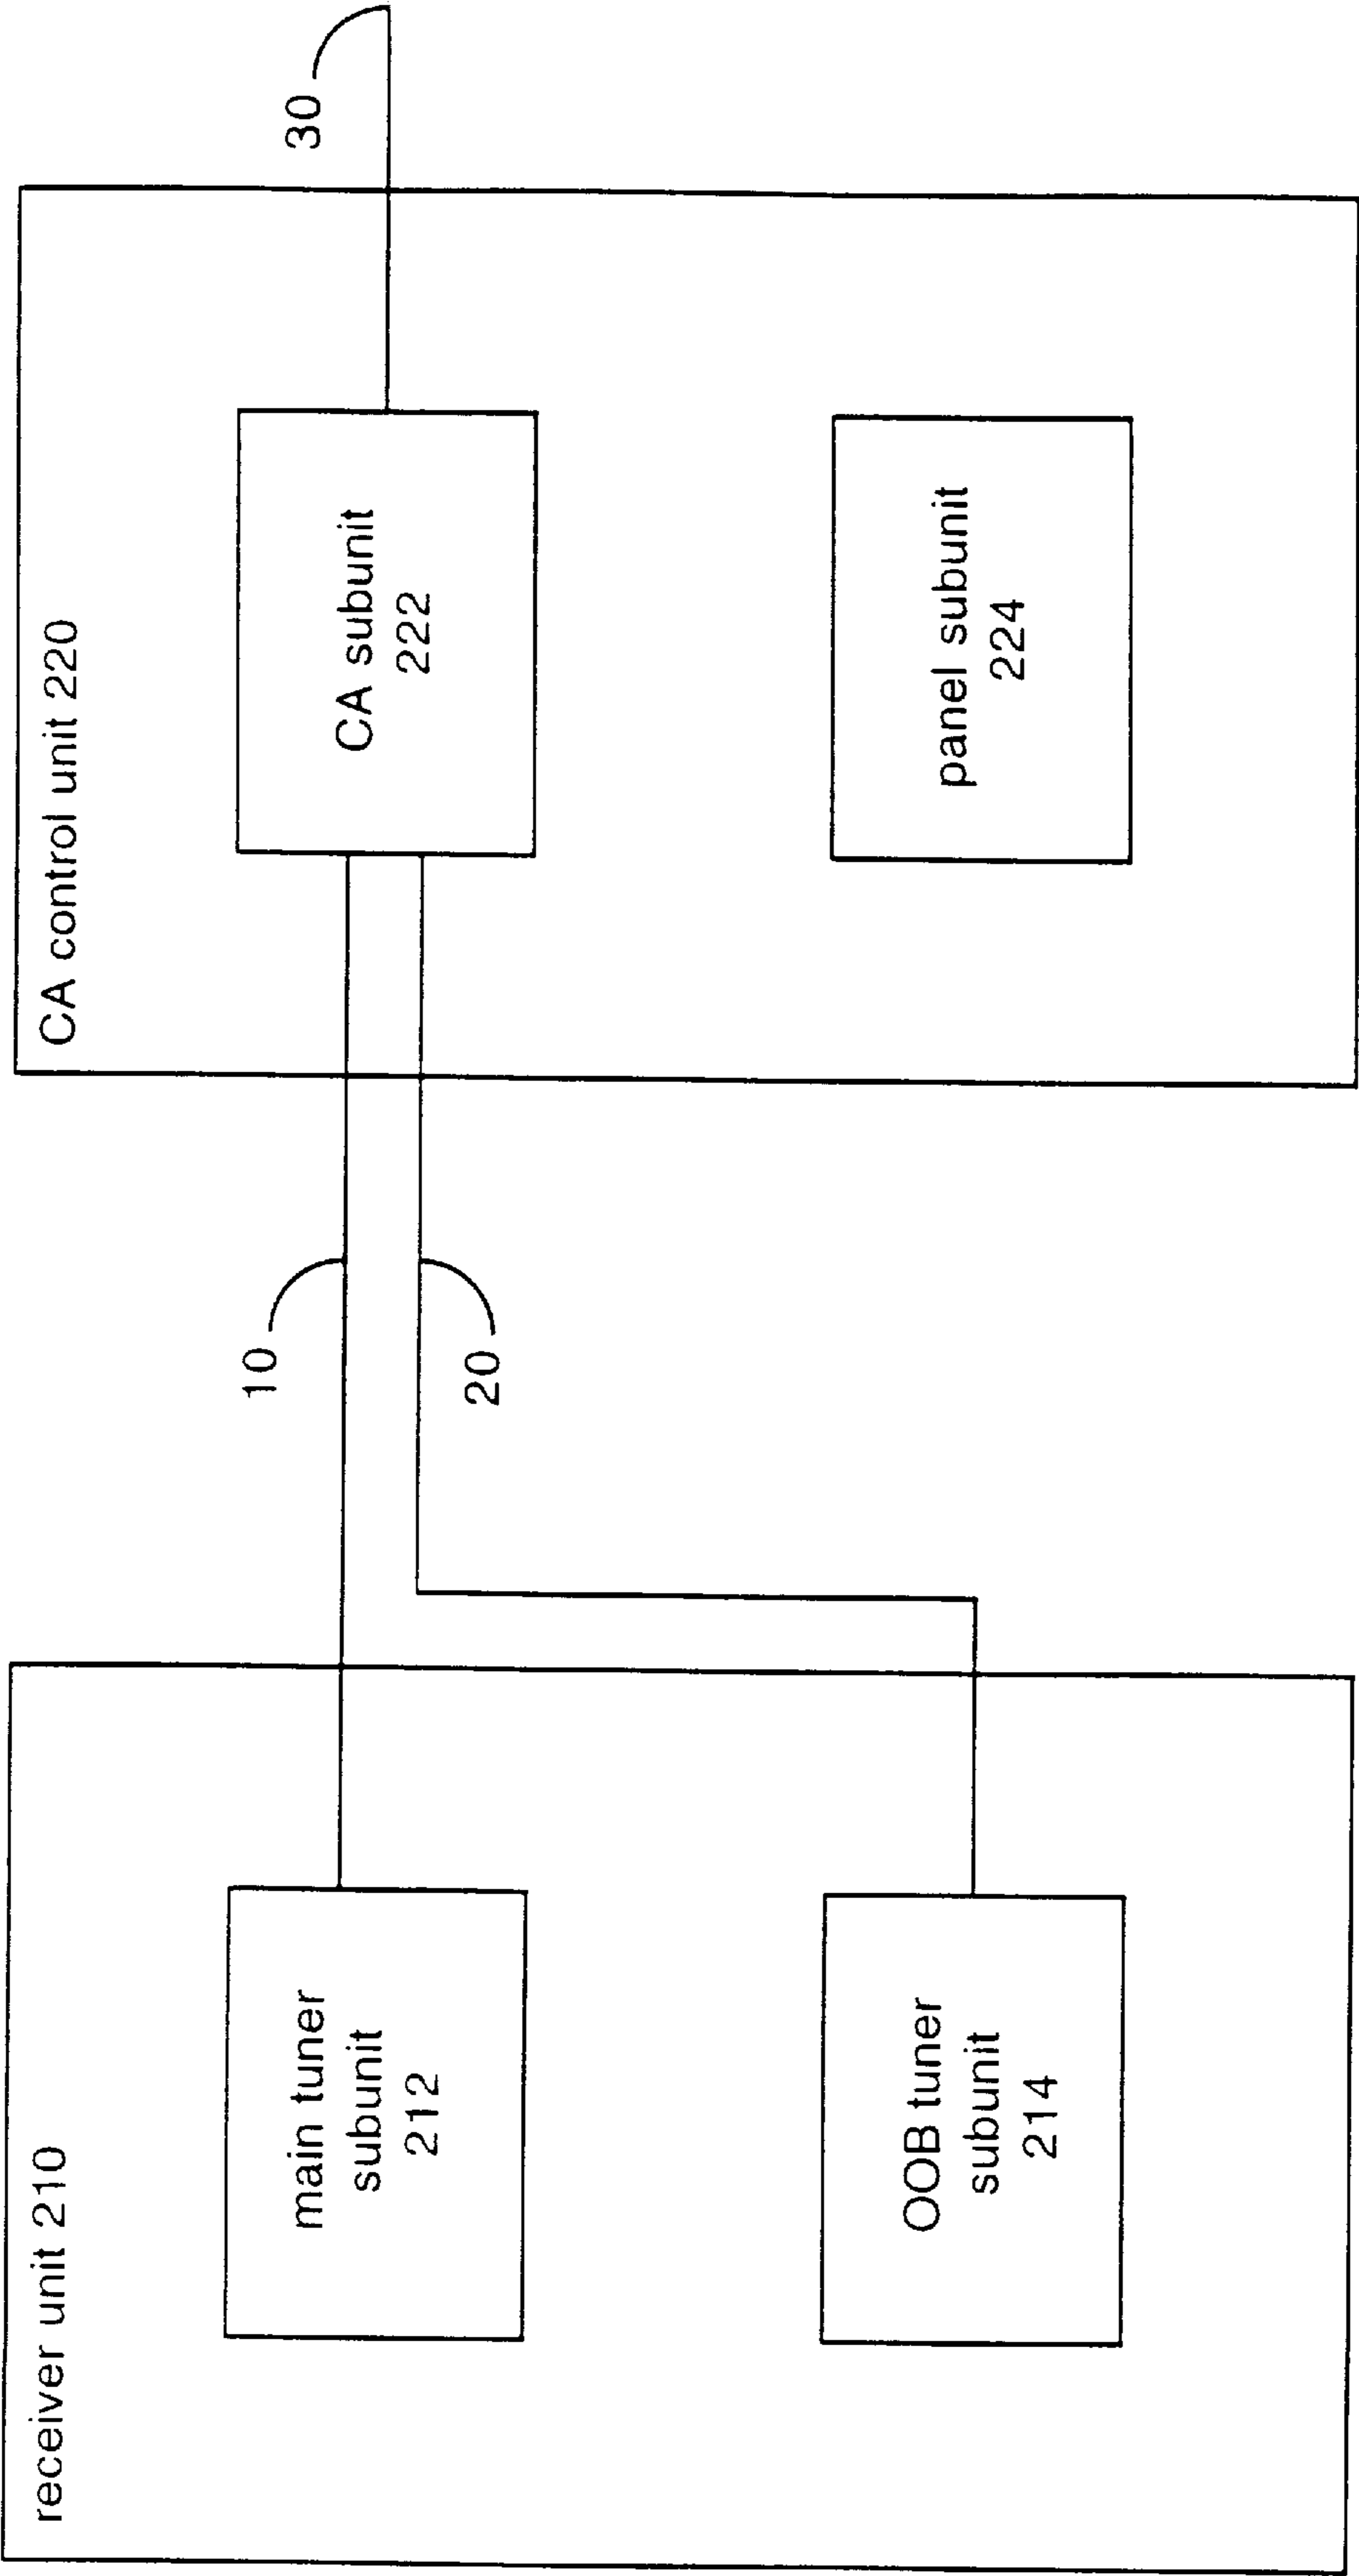 receiver unit 210
main tuner
subunit
212
OOB tuner
subunit
214
10
20
CA control unit 220
CA subunit
222
panel subunit
224
30